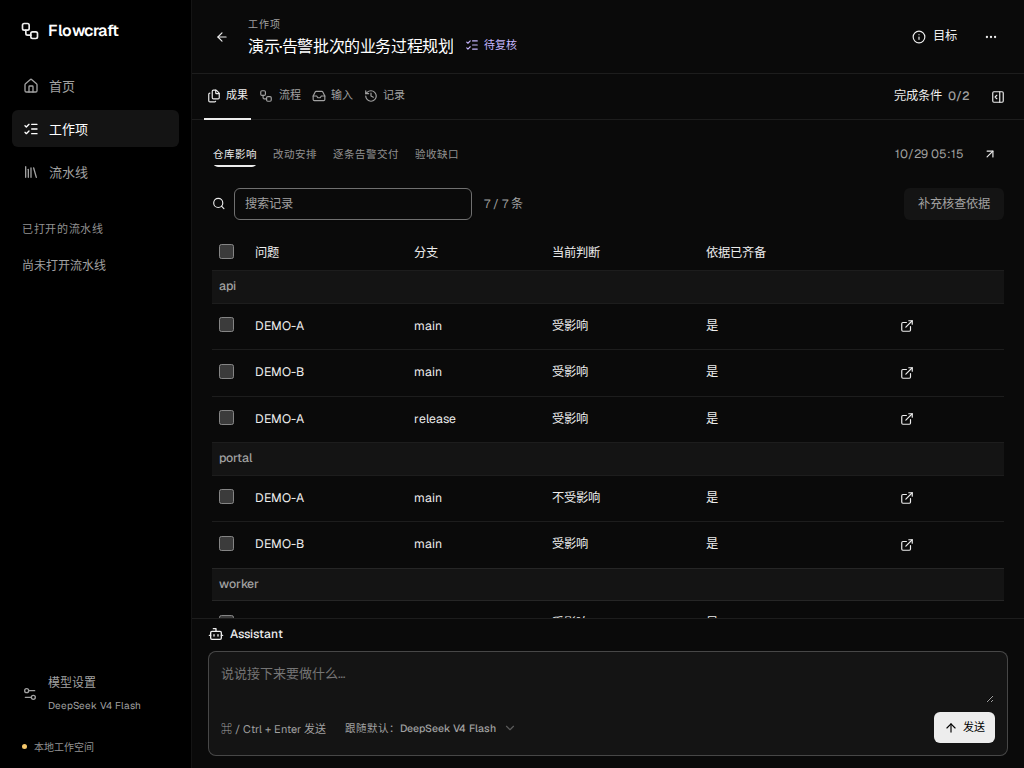 Flowcraft
首页
工作项
流水线
已打开的流水线
尚未打开流水线
模型设置
DeepSeek V4 Flash
本地工作空间
工作项
演示·告警批次的业务过程规划 待复核
目标
成果 流程 输入 记录
完成条件 0/2
仓库影响 改动安排 逐条告警交付 验收缺口
10/29 05:15
搜索记录
7 / 7 条
补充核查依据
问题 分支 当前判断 依据已齐备
api
DEMO-A main 受影响 是
DEMO-B main 受影响 是
DEMO-A release 受影响 是
portal
DEMO-A main 不受影响 是
DEMO-B main 受影响 是
worker
Assistant
说说接下来要做什么...
⌘ / Ctrl + Enter 发送 跟随默认：DeepSeek V4 Flash
发送